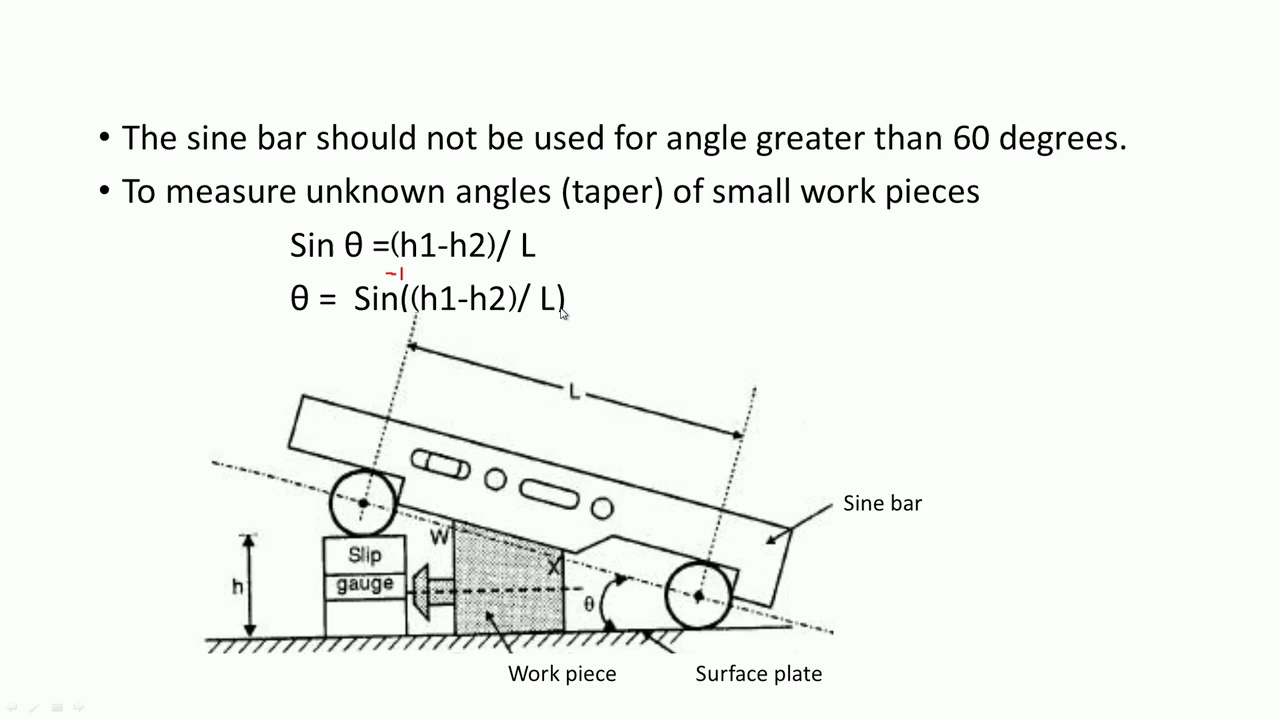 • The sine bar should not be used for angle greater than 60 degrees.
• To measure unknown angles (taper) of small work pieces
Sin θ =(h1-h2)/ L
-1
θ = Sin((h1-h2)/ L)
L
Sine bar
W
Slip
X
gauge
h
θ
Work piece
Surface plate